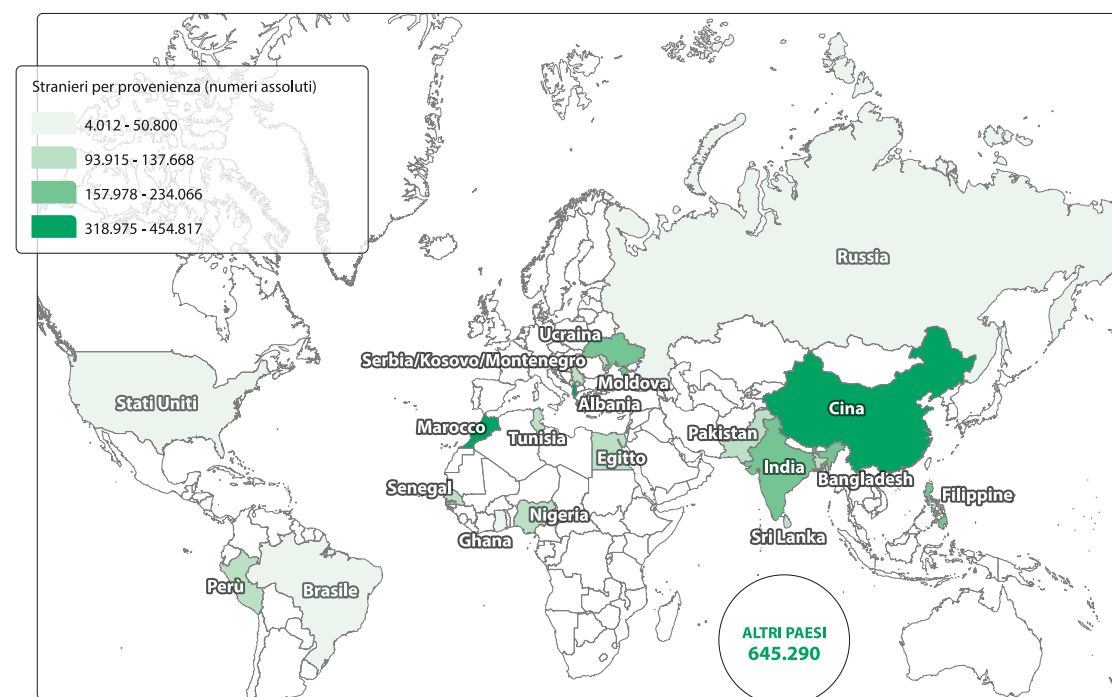 Stranieri per provenienza (numeri assoluti)
4.012 - 50.800
93.915 - 137.668
157.978 - 234.066
318.975 - 454.817
Russia
Ucraina
Serbia/Kosovo/Montenegro
Moldova
Stati Uniti
Albania
Cina
Marocco
Tunisia
Pakistan
Egitto
India
Bangladesh
Senegal
Filippine
Nigeria
Ghana
Sri Lanka
Perù
Brasile
ALTRI PAESI
645.290